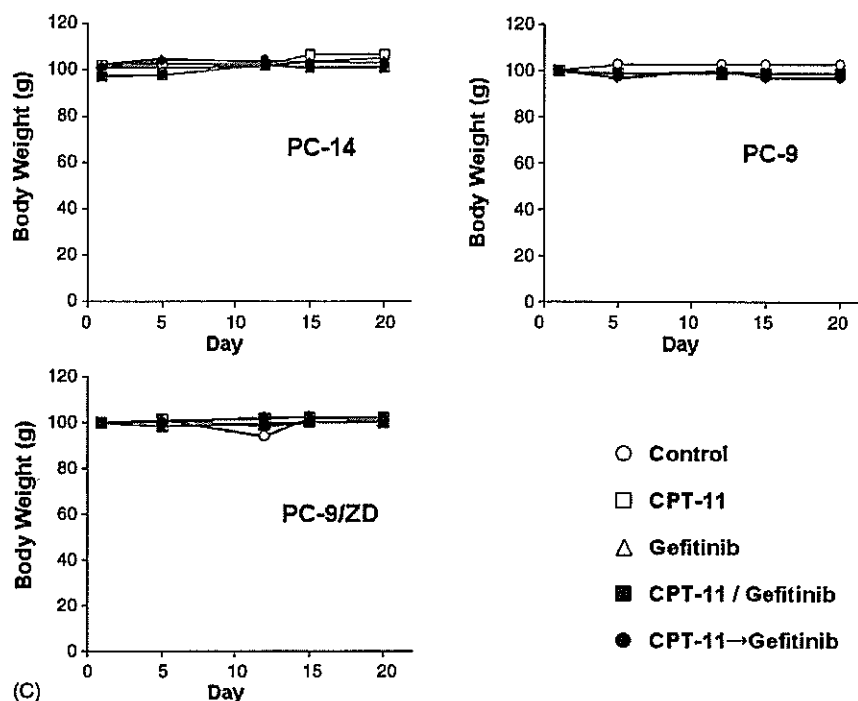 Body Weight (g)
120
100
80
60
40
20
0
PC-14
0 5 10 15 20
Day
Body Weight (g)
120
100
80
60
40
20
0
PC-9
0 5 10 15 20
Day
Body Weight (g)
120
100
80
60
40
20
0
PC-9/ZD
0 5 10 15 20
Day
Control
CPT-11
Gefitinib
CPT-11 / Gefitinib
CPT-11→Gefitinib
(C)